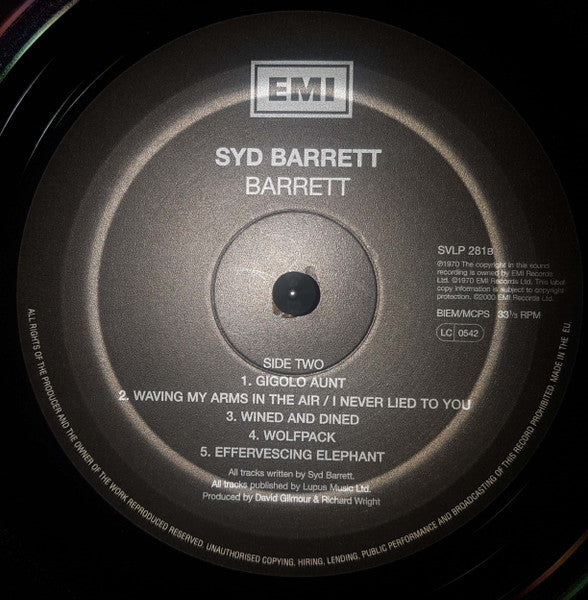 EMI
SYD BARRETT
BARRETT
SVLP 281B
℗1970 The copyright in this sound
recording is owned by EMI Records
Ltd. ©1970 EMI Records Ltd. This label
copy information is subject to copyright
protection. ©2000 EMI Records Ltd.
BIEM/MCPS 33⅓ RPM
LC 0542
SIDE TWO
1. GIGOLO AUNT
2. WAVING MY ARMS IN THE AIR / I NEVER LIED TO YOU
3. WINED AND DINED
4. WOLFPACK
5. EFFERVESCING ELEPHANT
All tracks written by Syd Barrett.
All tracks published by Lupus Music Ltd.
Produced by David Gilmour & Richard Wright
ALL RIGHTS OF THE PRODUCER AND THE OWNER OF THE WORK REPRODUCED RESERVED. UNAUTHORISED COPYING, HIRING, LENDING, PUBLIC PERFORMANCE AND BROADCASTING OF THIS RECORD PROHIBITED. MADE IN THE EU.